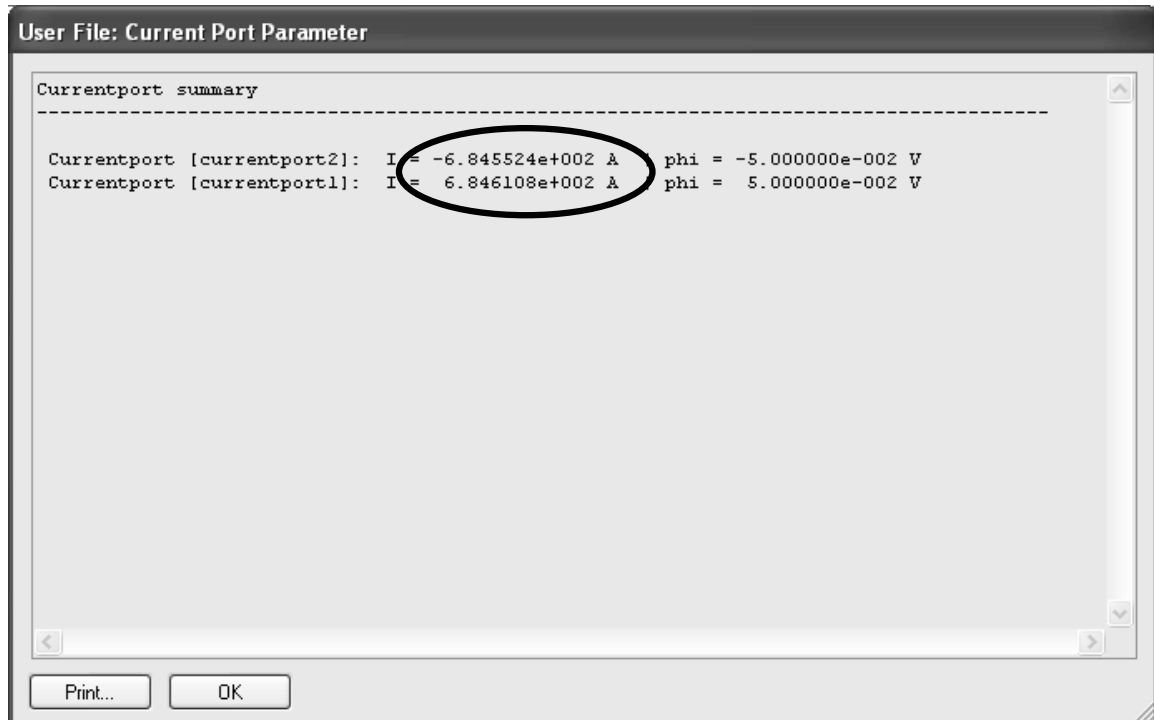 User File: Current Port Parameter
Currentport summary
--------------------------------------------------------------------------------------
Currentport [currentport2]: I = -6.845524e+002 A | phi = -5.000000e-002 V
Currentport [currentport1]: I = 6.846108e+002 A | phi = 5.000000e-002 V
Print...
OK